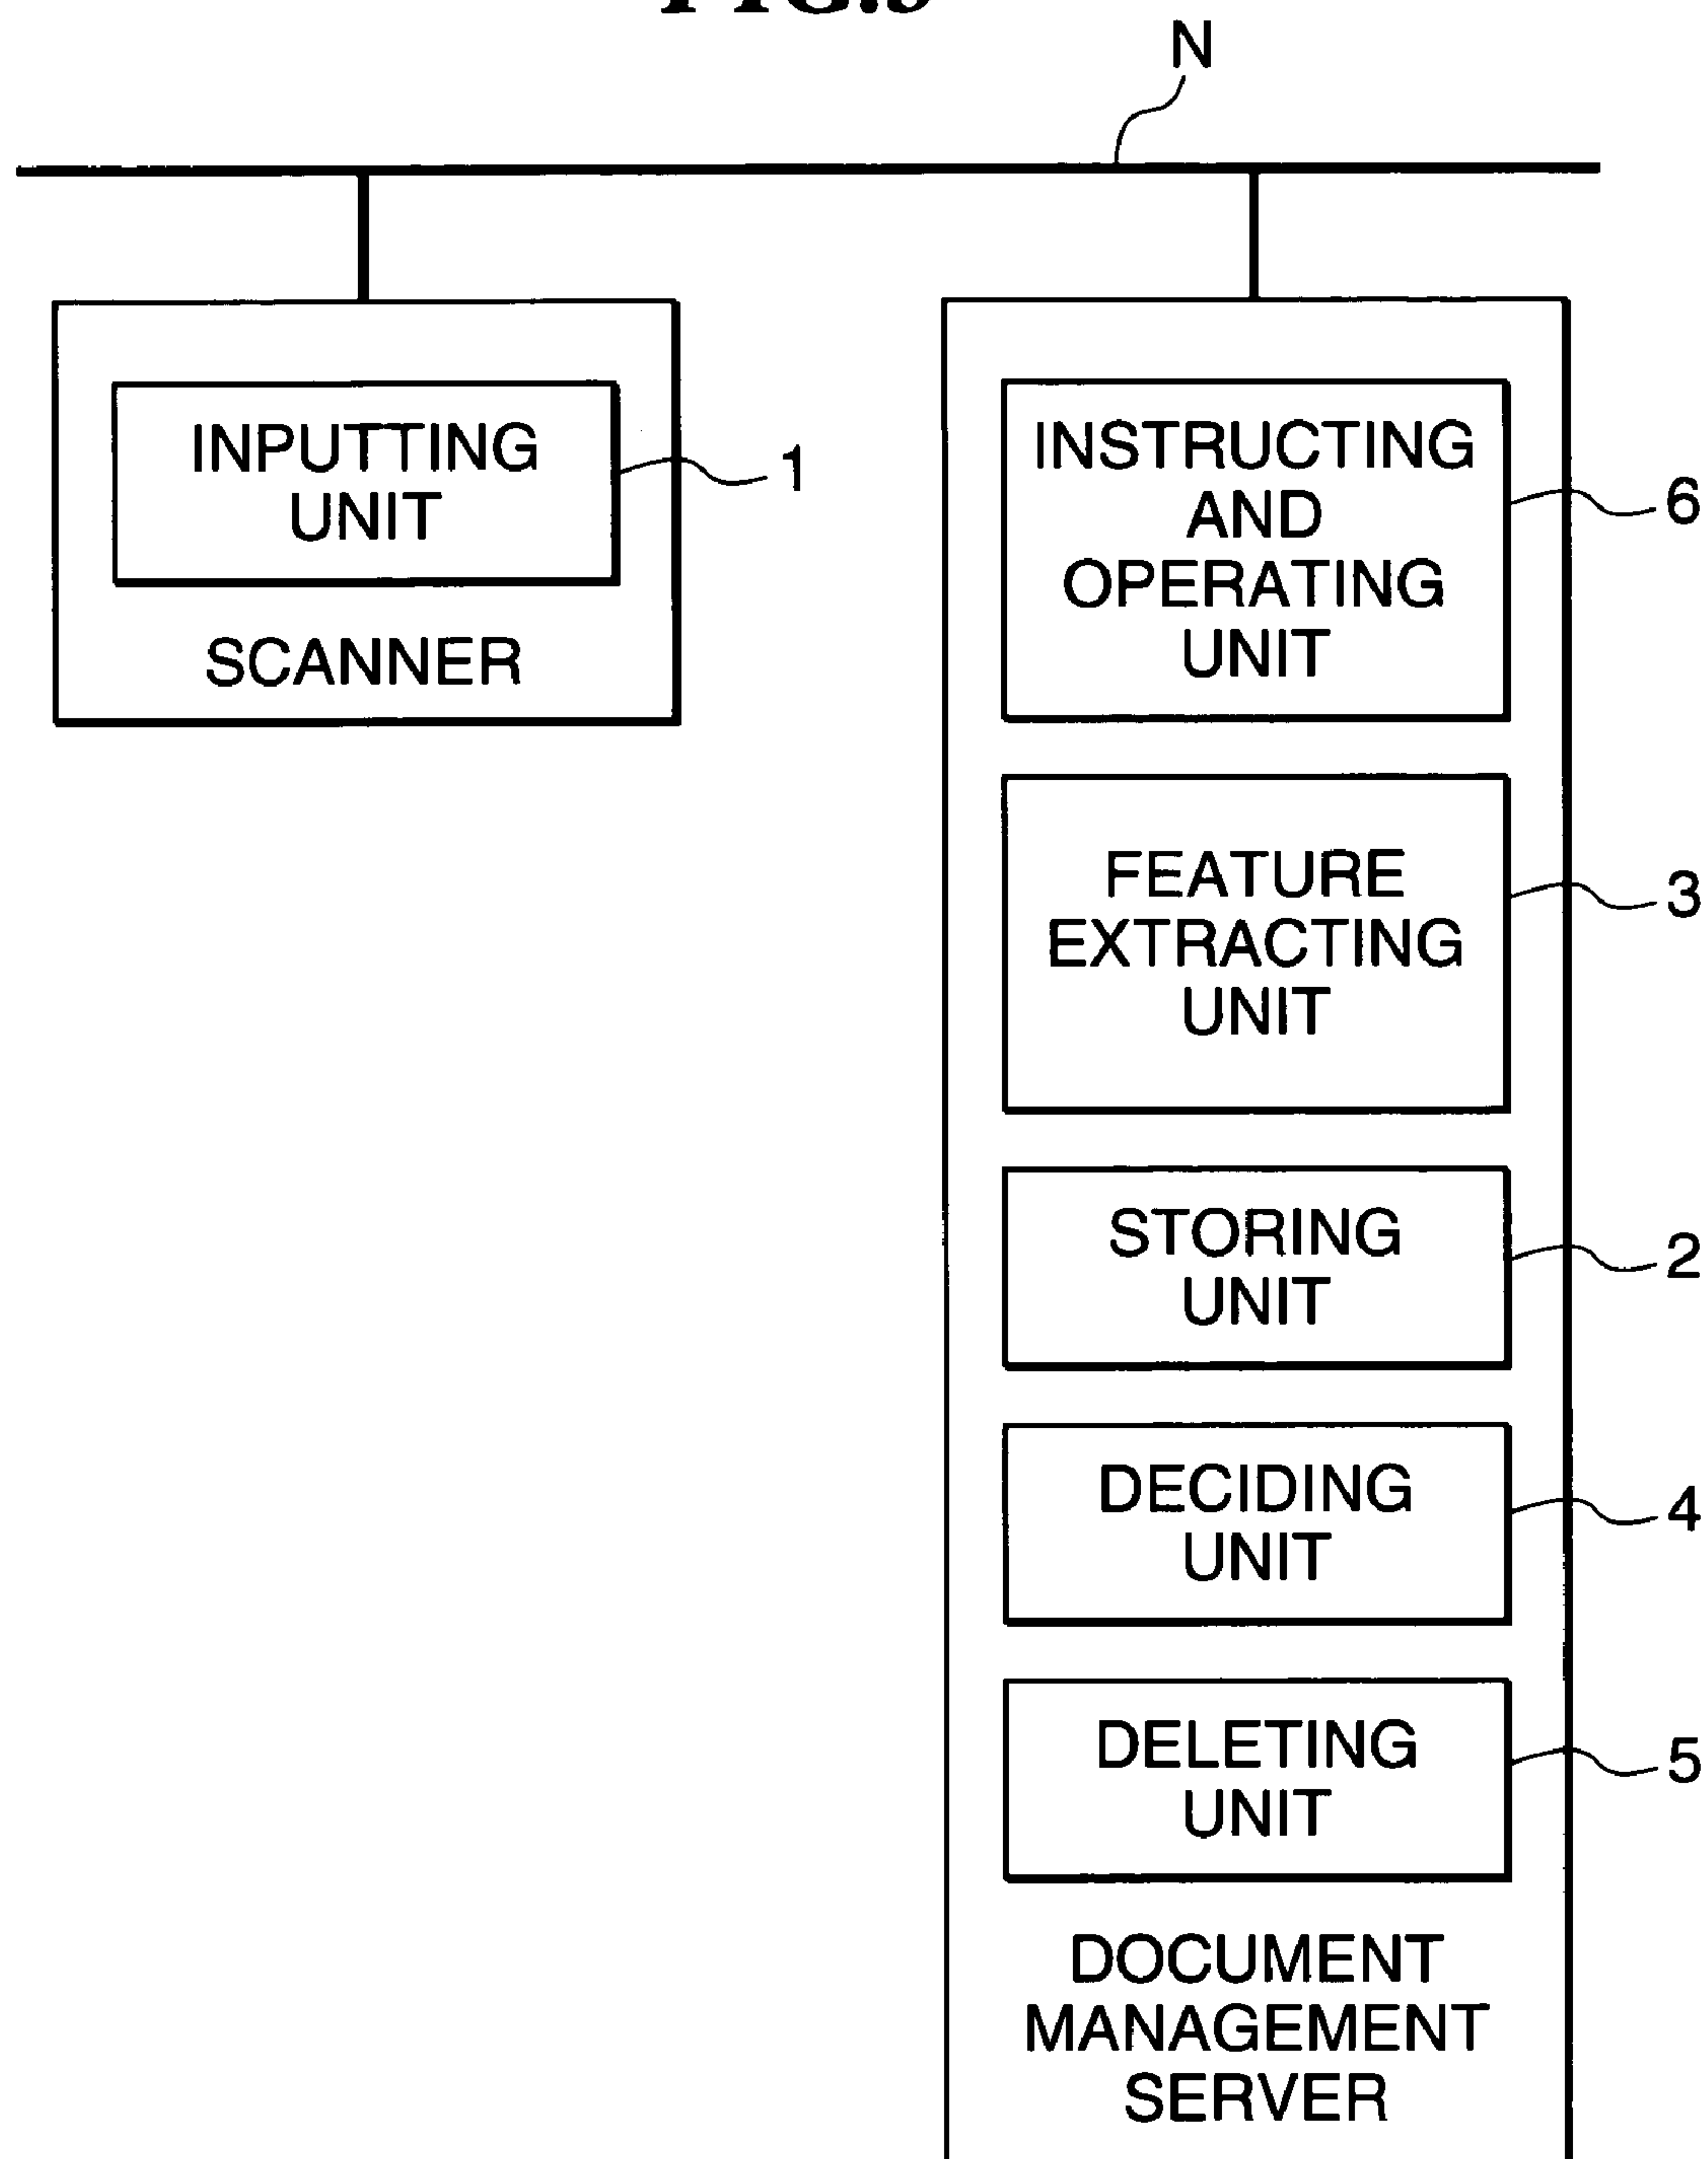 N
INPUTTING
UNIT
1
SCANNER
INSTRUCTING
AND
OPERATING
UNIT
6
FEATURE
EXTRACTING
UNIT
3
STORING
UNIT
2
DECIDING
UNIT
4
DELETING
UNIT
5
DOCUMENT
MANAGEMENT
SERVER